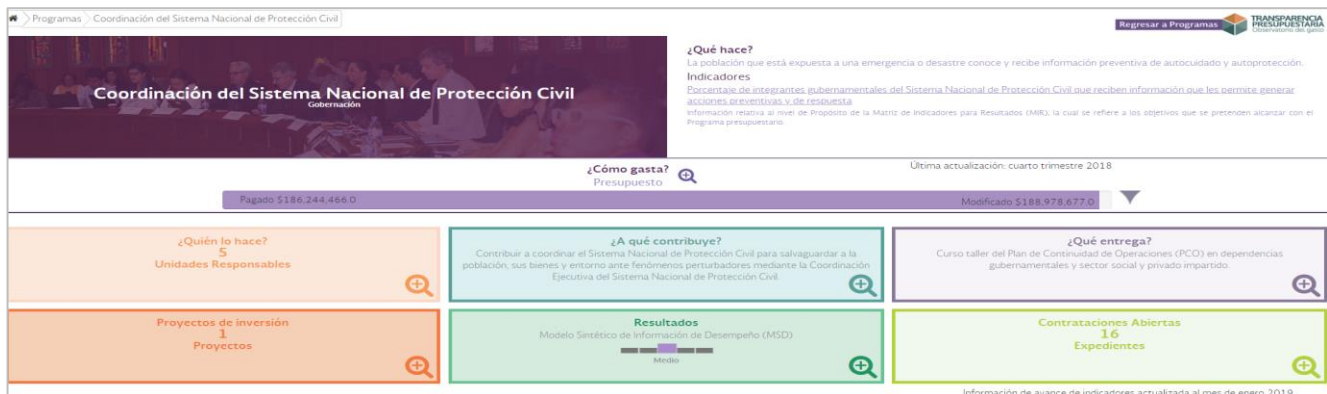 Programas Coordinación del Sistema Nacional de Protección Civil
Regresar a Programas
TRANSPARENCIA
PRESUPUESTARIA
Observatorio del gasto
Coordinación del Sistema Nacional de Protección Civil
Gobernación
¿Qué hace?
La población que está expuesta a una emergencia o desastre conoce y recibe información preventiva de autocuidado y autoprotección.
Indicadores
Porcentaje de integrantes gubernamentales del Sistema Nacional de Protección Civil que reciben información que les permite generar
acciones preventivas y de respuesta
Información relativa al nivel de Propósito de la Matriz de Indicadores para Resultados (MIR); la cual se refiere a los objetivos que se pretenden alcanzar con el
Programa presupuestario.
¿Cómo gasta?
Presupuesto
Última actualización: cuarto trimestre 2018
Pagado $186,244,466.0
Modificado $188,978,677.0
¿Quién lo hace?
5
Unidades Responsables
¿A qué contribuye?
Contribuir a coordinar el Sistema Nacional de Protección Civil para salvaguardar a la
población, sus bienes y entorno ante fenómenos perturbadores mediante la Coordinación
Ejecutiva del Sistema Nacional de Protección Civil.
¿Qué entrega?
Curso taller del Plan de Continuidad de Operaciones (PCO) en dependencias
gubernamentales y sector social y privado impartido.
Proyectos de inversión
1
Proyectos
Resultados
Modelo Sintético de Información de Desempeño (MSD)
Medio
Contrataciones Abiertas
16
Expedientes
Información de avance de indicadores actualizada al mes de enero 2019